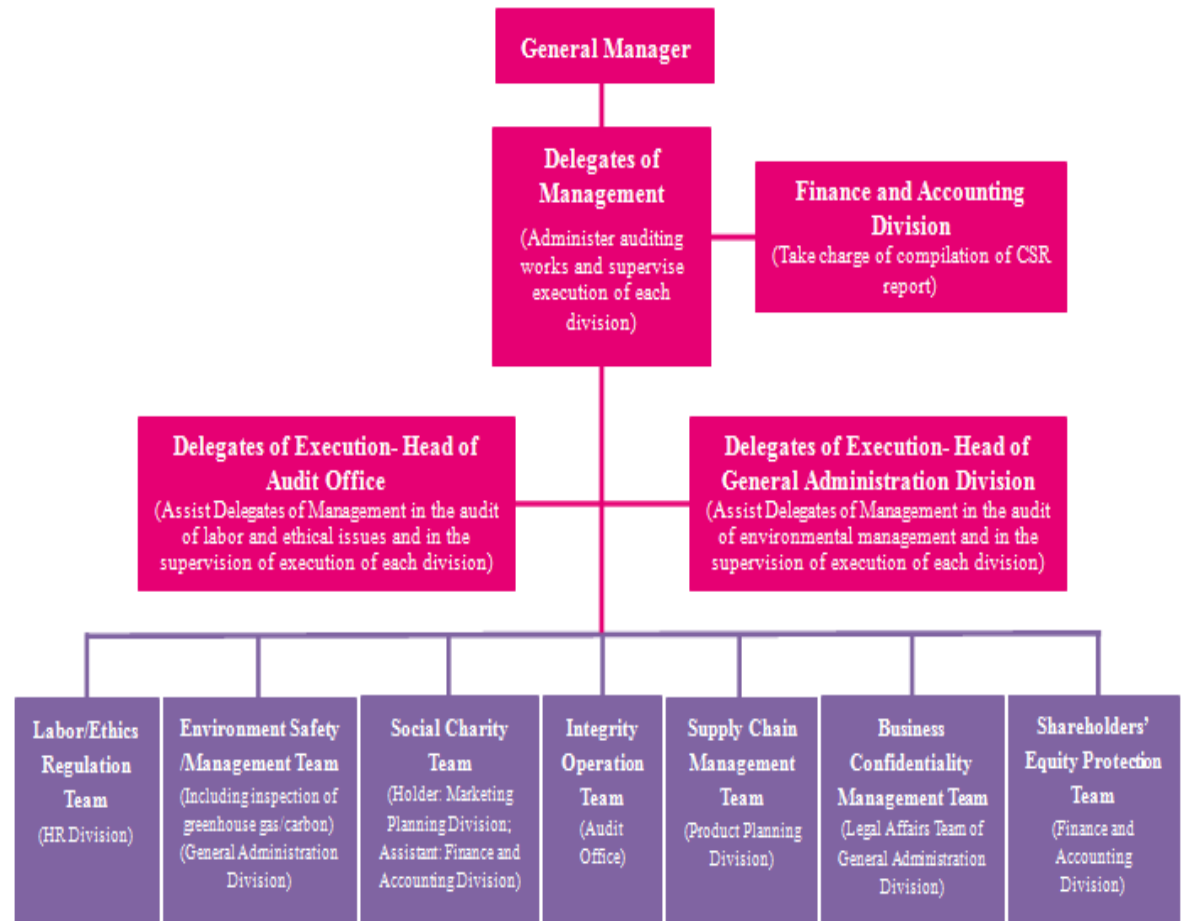 General Manager
Delegates of
Management
(Administer auditing
works and supervise
execution of each
division)
Finance and Accounting
Division
(Take charge of compilation of CSR
report)
Delegates of Execution- Head of
Audit Office
(Assist Delegates of Management in the audit
of labor and ethical issues and in the
supervision of execution of each division)
Delegates of Execution- Head of
General Administration Division
(Assist Delegates of Management in the audit
of environmental management and in the
supervision of execution of each division)
Labor/Ethics
Regulation
Team
(HR Division)
Environment Safety
/Management Team
(Including inspection of
greenhouse gas/carbon)
(General Administration
Division)
Social Charity
Team
(Holder: Marketing
Planning Division;
Assistant: Finance and
Accounting Division)
Integrity
Operation
Team
(Audit
Office)
Supply Chain
Management
Team
(Product Planning
Division)
Business
Confidentiality
Management Team
(Legal Affairs Team of
General Administration
Division)
Shareholders’
Equity Protection
Team
(Finance and
Accounting
Division)